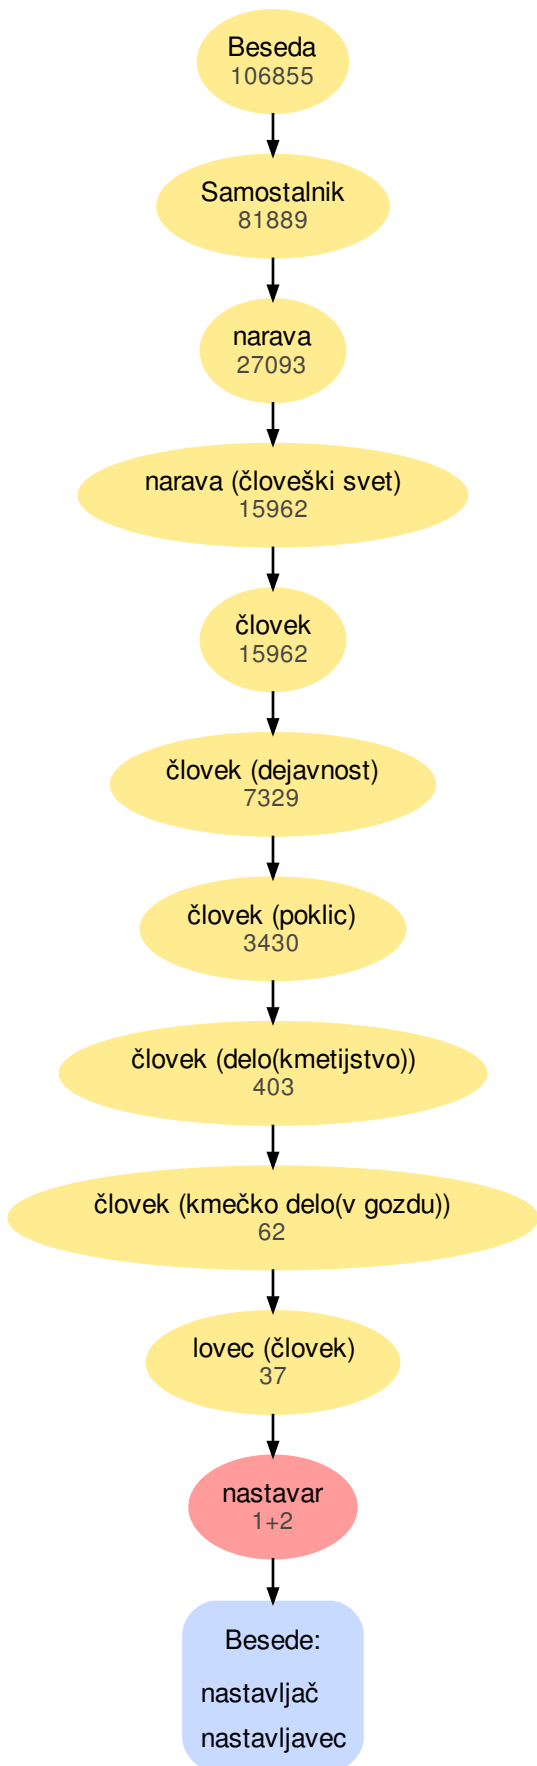 Beseda
106855
Samostalnik
81889
narava
27093
narava (človeški svet)
15962
človek
15962
človek (dejavnost)
7329
človek (poklic)
3430
človek (delo(kmetijstvo))
403
človek (kmečko delo(v gozdu))
62
lovec (človek)
37
nastavar
1+2
Besede:
nastavljač
nastavljavec